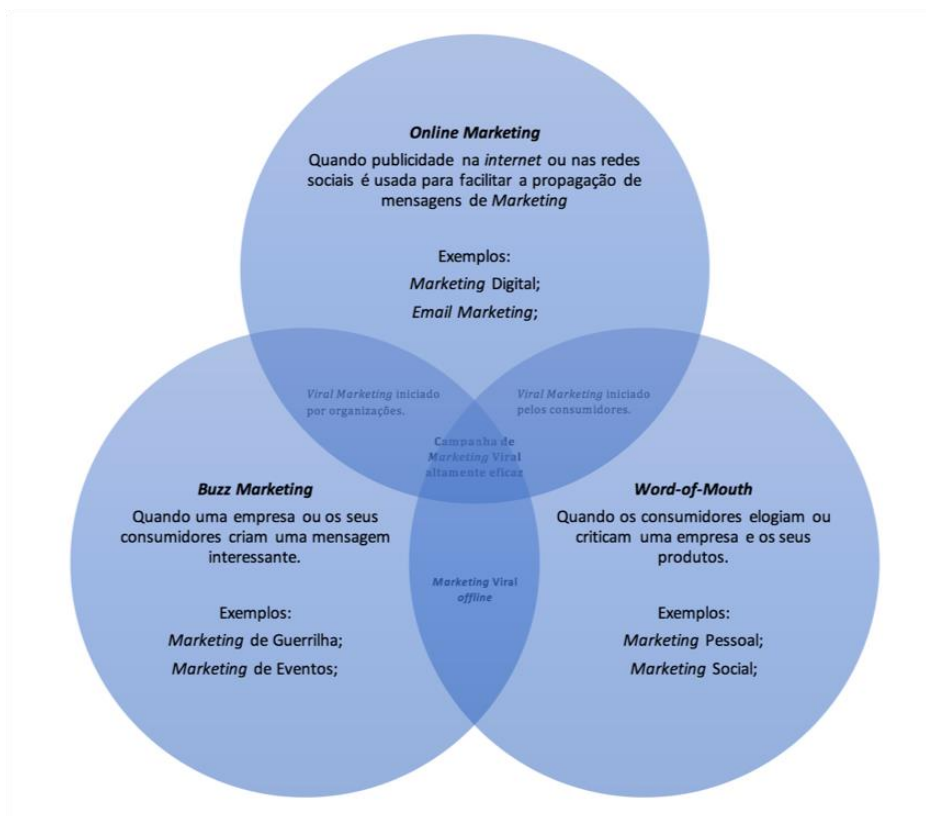 Online Marketing
Quando publicidade na internet ou nas redes
sociais é usada para facilitar a propagação de
mensagens de Marketing
Exemplos:
Marketing Digital;
Email Marketing;
Viral Marketing iniciado
por organizações.
Viral Marketing iniciado
pelos consumidores.
Campanha de
Marketing Viral
altamente eficaz
Buzz Marketing
Quando uma empresa ou os seus
consumidores criam uma mensagem
interessante.
Exemplos:
Marketing de Guerrilha;
Marketing de Eventos;
Marketing Viral
offline
Word-of-Mouth
Quando os consumidores elogiam ou
criticam uma empresa e os seus
produtos.
Exemplos:
Marketing Pessoal;
Marketing Social;